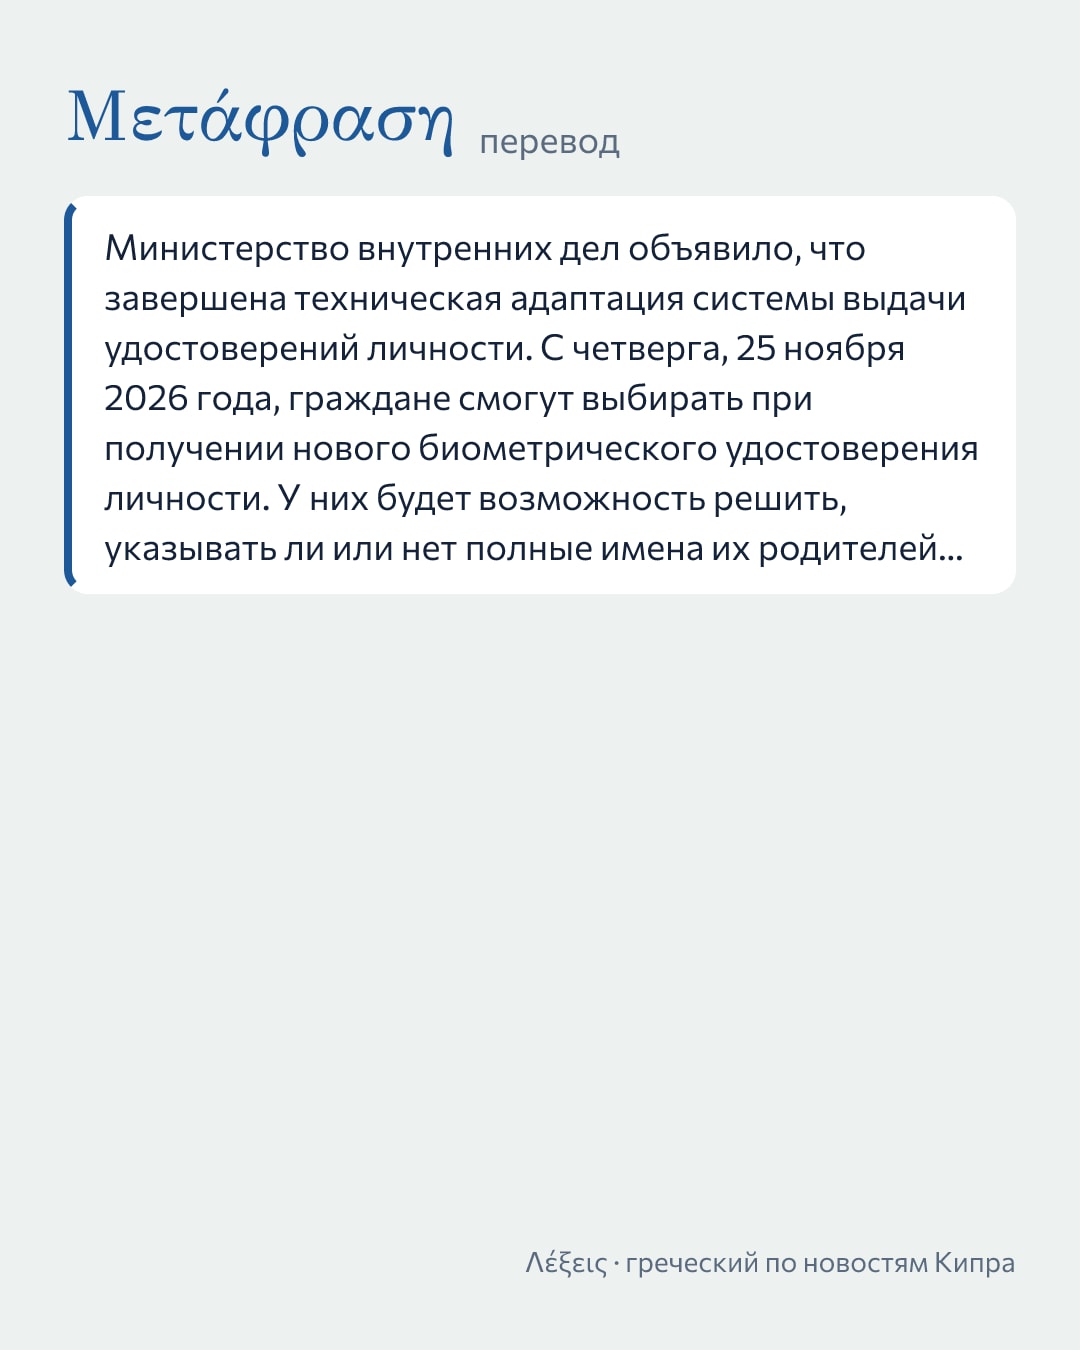 Μετάφραση перевод
Министерство внутренних дел объявило, что
завершена техническая адаптация системы выдачи
удостоверений личности. С четверга, 25 ноября
2026 года, граждане смогут выбирать при
получении нового биометрического удостоверения
личности. У них будет возможность решить,
указывать ли или нет полные имена их родителей...
Λέξεις · греческий по новостям Кипра